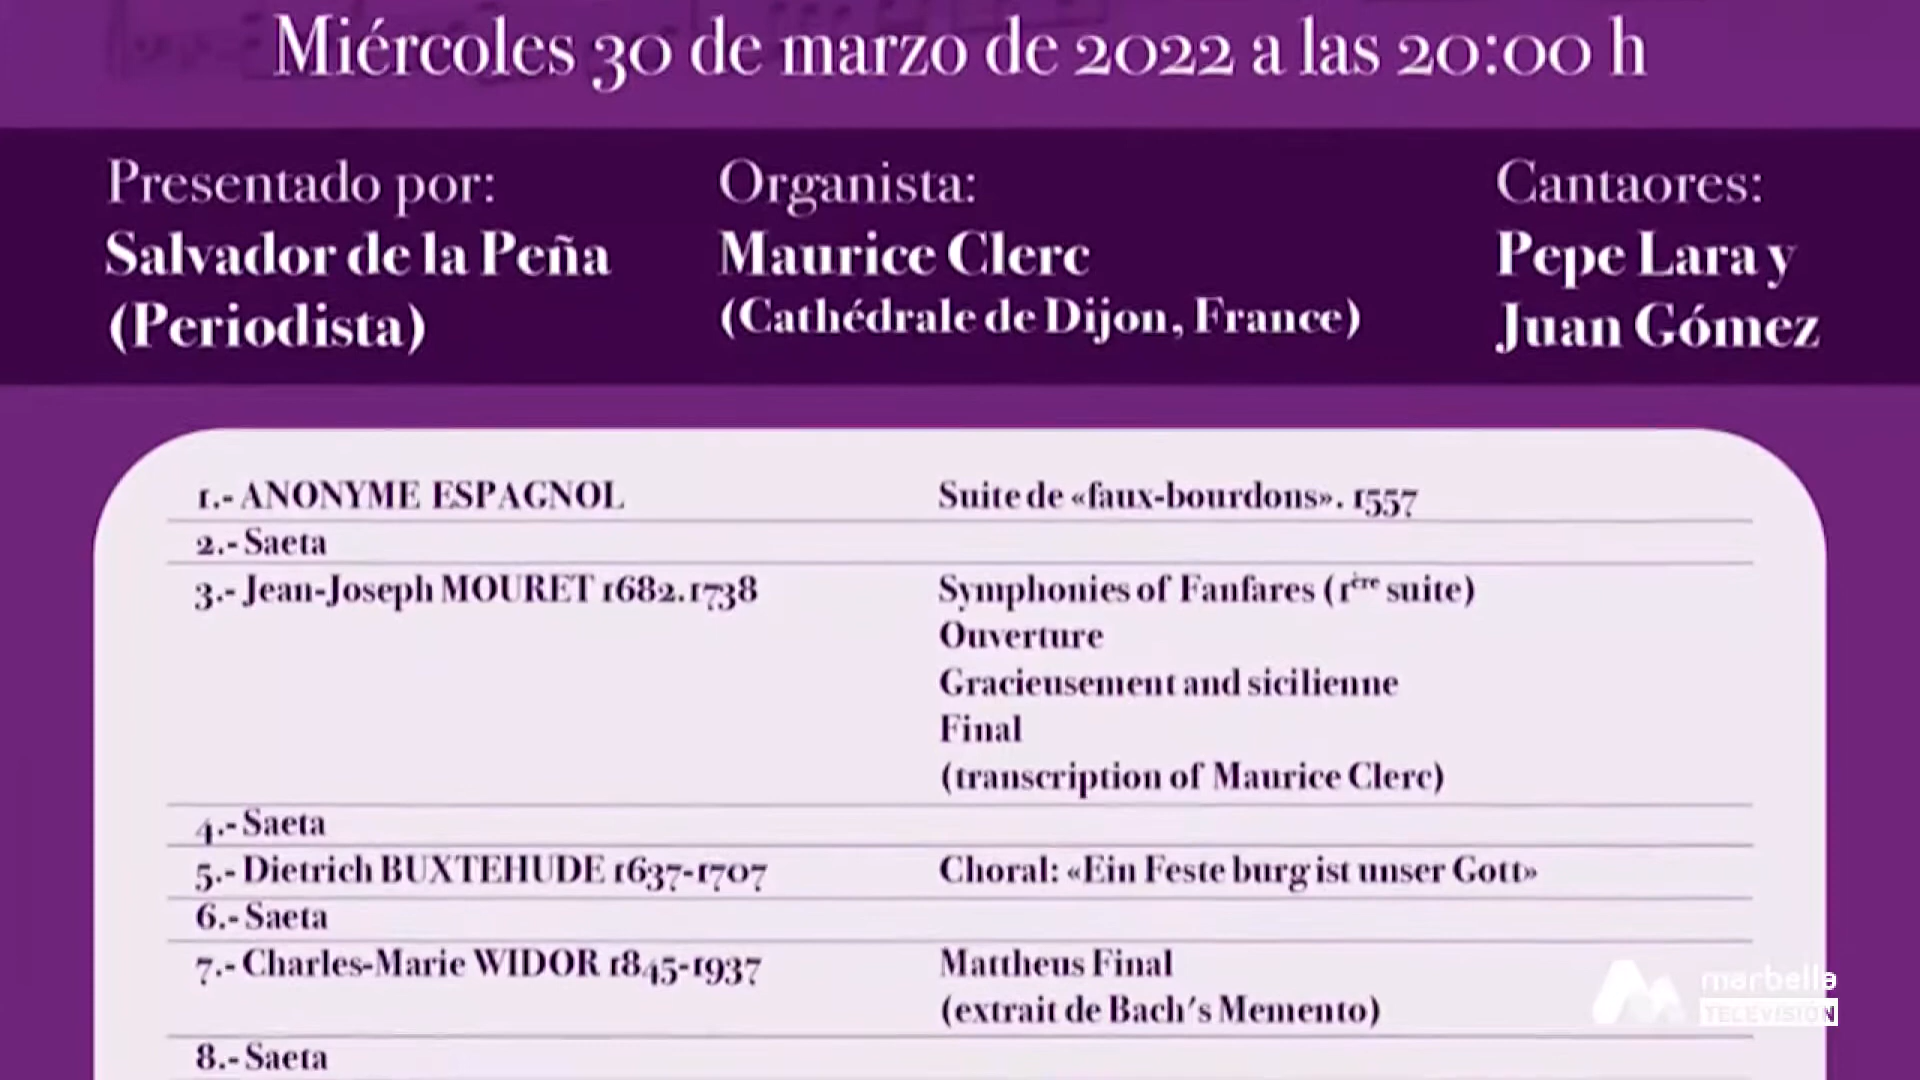 Miércoles 30 de marzo de 2022 a las 20:00 h
Presentado por:
Salvador de la Peña
(Periodista)
Organista:
Maurice Clerc
(Cathédrale de Dijon, France)
Cantaores:
Pepe Lara y
Juan Gómez
1.- ANONYME ESPAGNOL Suite de «faux-bourdons». 1557
2.- Saeta
3.- Jean-Joseph MOURET 1682.1738 Symphonies of Fanfares (1ère suite)
Ouverture
Gracieusement and sicilienne
Final
(transcription of Maurice Clerc)
4.- Saeta
5.- Dietrich BUXTEHUDE 1637-1707 Choral: «Ein Feste burg ist unser Gott»
6.- Saeta
7.- Charles-Marie WIDOR 1845-1937 Mattheus Final
(extrait de Bach's Memento)
8.- Saeta
marbella
TELEVISIÓN